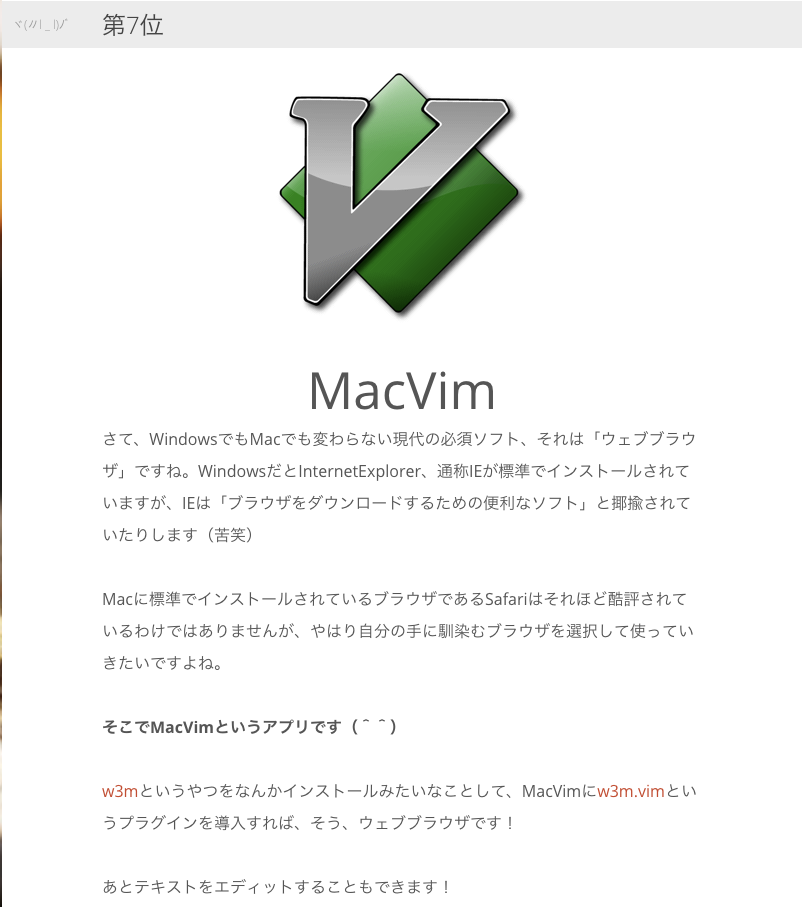 ヾ(〃l _ l)ﾉﾞ
第7位
MacVim
さて、WindowsでもMacでも変わらない現代の必須ソフト、それは「ウェブブラウ
ザ」ですね。WindowsだとInternetExplorer、通称IEが標準でインストールされて
いますが、IEは「ブラウザをダウンロードするための便利なソフト」と揶揄されて
いたりします（苦笑）
Macに標準でインストールされているブラウザであるSafariはそれほど酷評されて
いるわけではありませんが、やはり自分の手に馴染むブラウザを選択して使ってい
きたいですよね。
そこでMacVimというアプリです（＾＾）
w3mというやつをなんかインストールみたいなことして、MacVimにw3m.vimとい
うプラグインを導入すれば、そう、ウェブブラウザです！
あとテキストをエディットすることもできます！